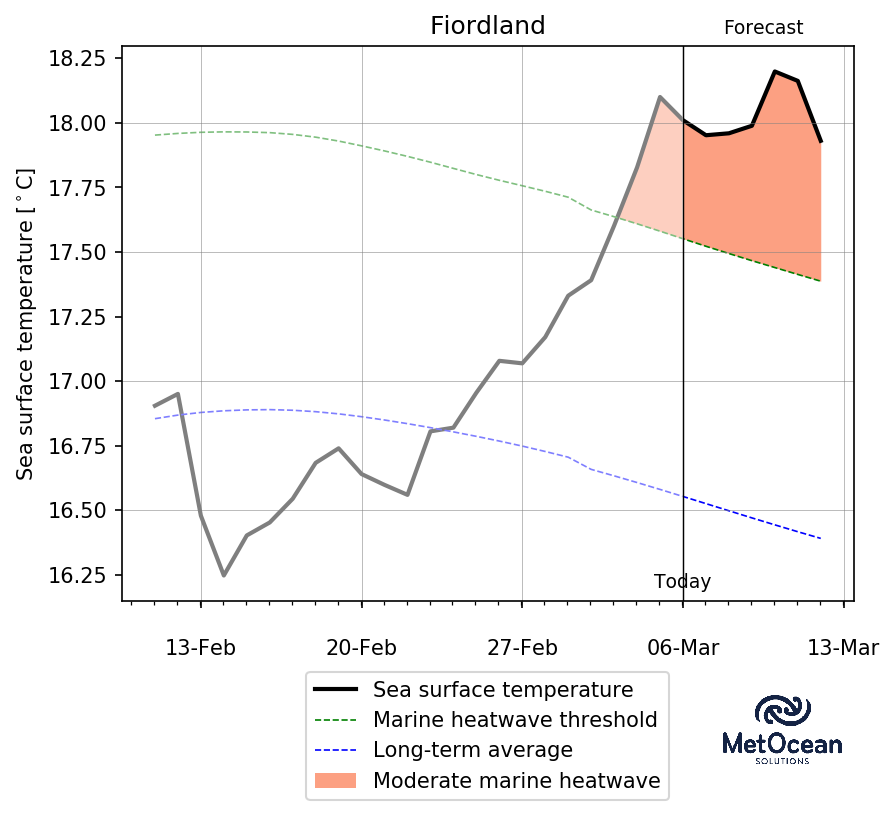 Fiordland
Forecast
Sea surface temperature [°C]
18.25
18.00
17.75
17.50
17.25
17.00
16.75
16.50
16.25
Today
13-Feb 20-Feb 27-Feb 06-Mar 13-Mar
Sea surface temperature
Marine heatwave threshold
Long-term average
Moderate marine heatwave
MetOcean
SOLUTIONS